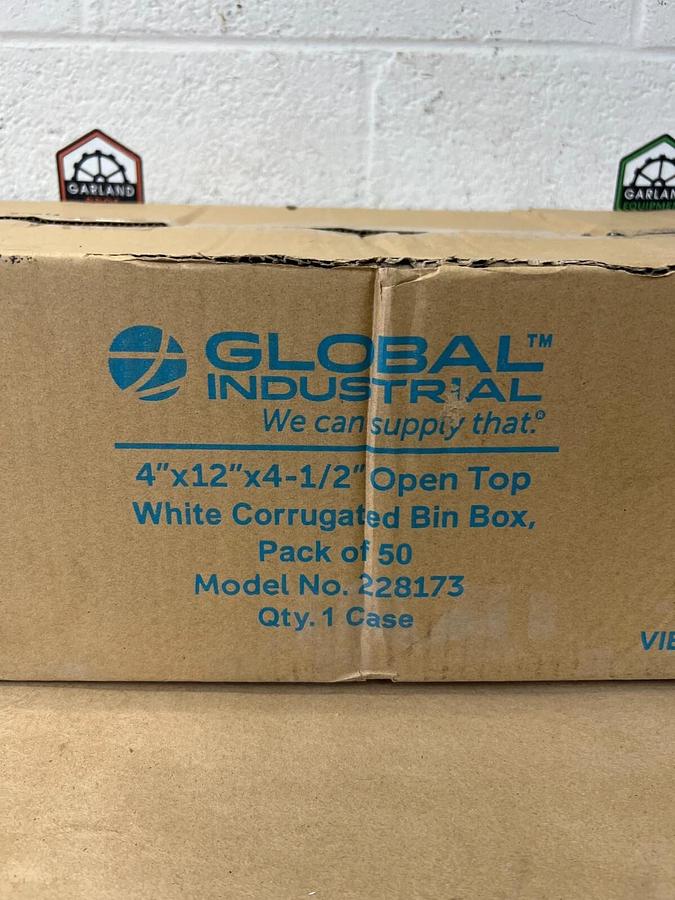 GARLAND
GARLAND
EQUIPMENT
GLOBAL™
INDUSTRIAL
We can supply that.®
4"x12"x4-1/2" Open Top
White Corrugated Bin Box,
Pack of 50
Model No. 228173
Qty. 1 Case